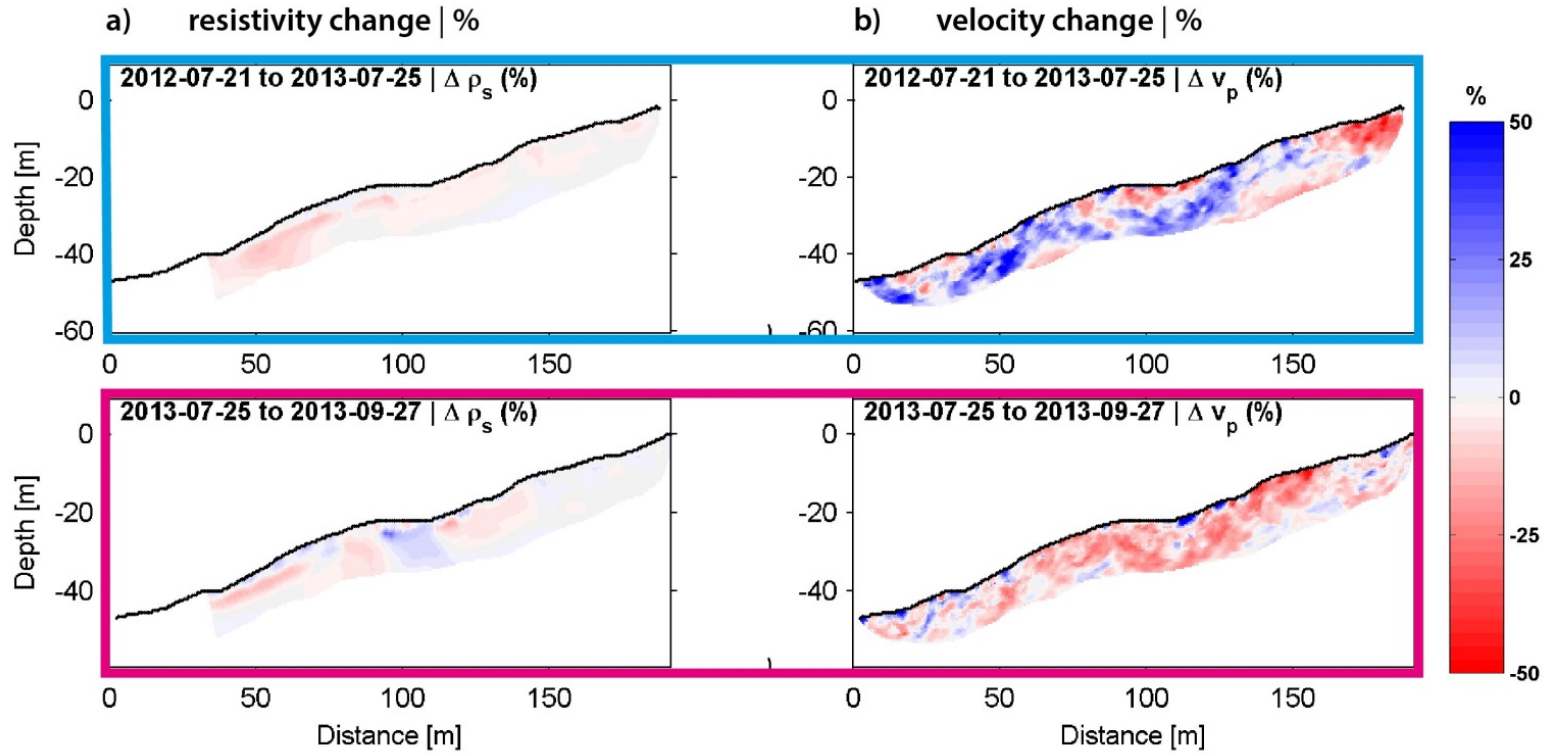 a) resistivity change | % b) velocity change | %
2012-07-21 to 2013-07-25 | Δ ρs (%)
0
-20
-40
-60
Depth [m]
0 50 100 150
)
2012-07-21 to 2013-07-25 | Δ vp (%)
0
-20
-40
-60
0 50 100 150
%
50
25
0
-25
-50
2013-07-25 to 2013-09-27 | Δ ρs (%)
0
-20
-40
Depth [m]
0 50 100 150
Distance [m]
)
2013-07-25 to 2013-09-27 | Δ vp (%)
0
-20
-40
0 50 100 150
Distance [m]